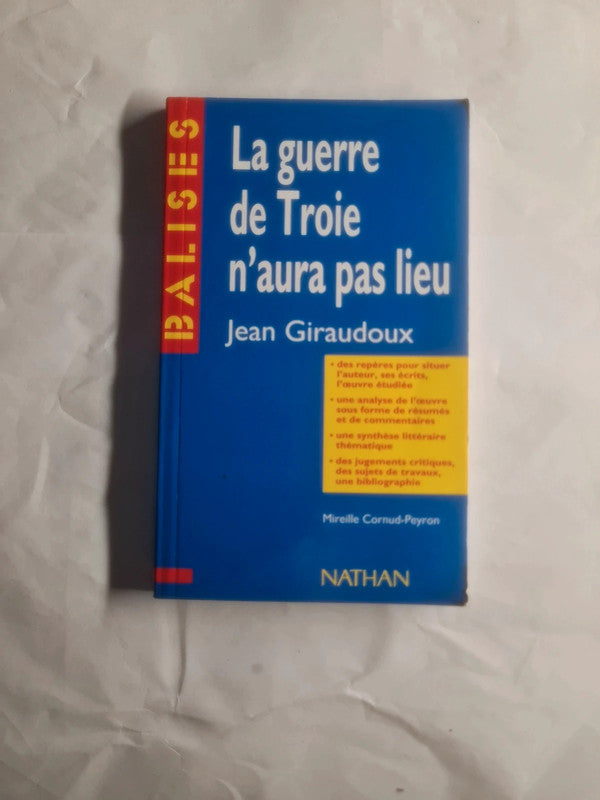 BALISES
La guerre
de Troie
n'aura pas lieu
Jean Giraudoux
• des repères pour situer
l'auteur, ses écrits,
l'œuvre étudiée
• une analyse de l'œuvre
sous forme de résumés
et de commentaires
• une synthèse littéraire
thématique
• des jugements critiques,
des sujets de travaux,
une bibliographie
Mireille Cornud-Peyron
NATHAN